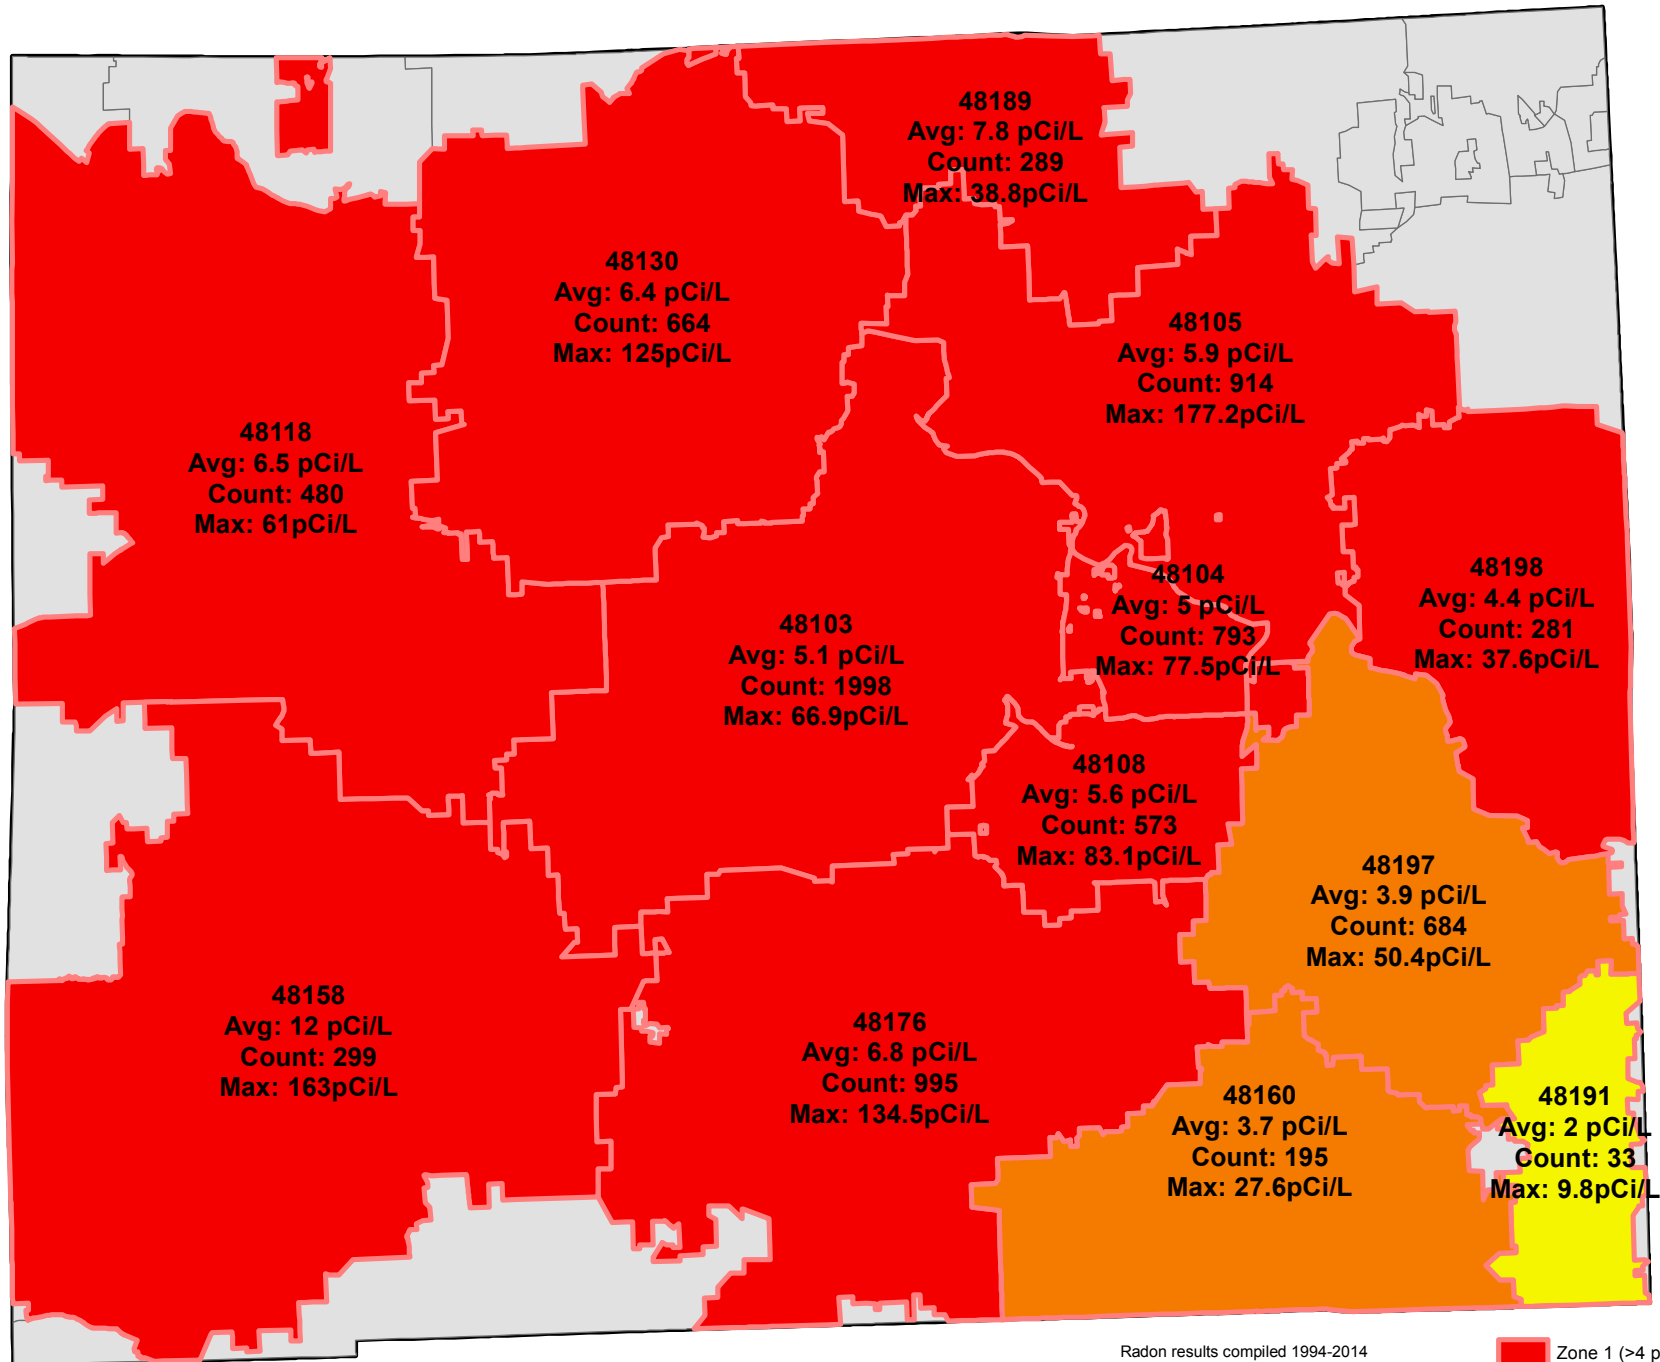 48189
Avg: 7.8 pCi/L
Count: 289
Max: 38.8pCi/L
48130
Avg: 6.4 pCi/L
Count: 664
Max: 125pCi/L
48105
Avg: 5.9 pCi/L
Count: 914
Max: 177.2pCi/L
48118
Avg: 6.5 pCi/L
Count: 480
Max: 61pCi/L
48104
Avg: 5 pCi/L
Count: 793
Max: 77.5pCi/L
48198
Avg: 4.4 pCi/L
Count: 281
Max: 37.6pCi/L
48103
Avg: 5.1 pCi/L
Count: 1998
Max: 66.9pCi/L
48108
Avg: 5.6 pCi/L
Count: 573
Max: 83.1pCi/L
48197
Avg: 3.9 pCi/L
Count: 684
Max: 50.4pCi/L
48158
Avg: 12 pCi/L
Count: 299
Max: 163pCi/L
48176
Avg: 6.8 pCi/L
Count: 995
Max: 134.5pCi/L
48160
Avg: 3.7 pCi/L
Count: 195
Max: 27.6pCi/L
48191
Avg: 2 pCi/L
Count: 33
Max: 9.8pCi/L
Radon results compiled 1994-2014
Zone 1 (>4 p